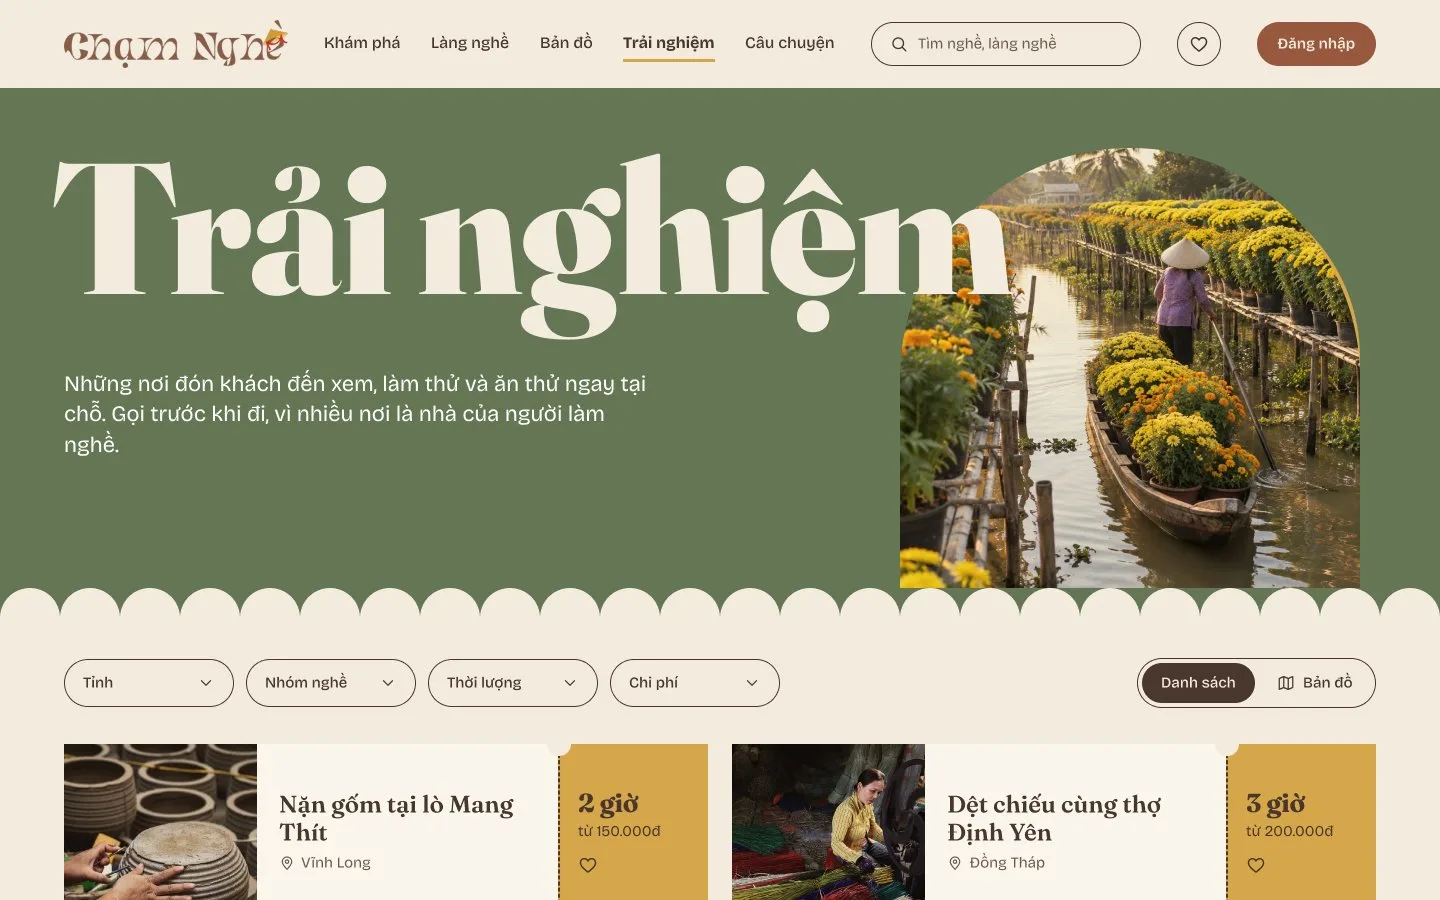 Chạm Nghề
Khám phá
Làng nghề
Bản đồ
Trải nghiệm
Câu chuyện
Tìm nghề, làng nghề
Đăng nhập
Trải nghiệm
Những nơi đón khách đến xem, làm thử và ăn thử ngay tại
chỗ. Gọi trước khi đi, vì nhiều nơi là nhà của người làm
nghề.
Tỉnh
Nhóm nghề
Thời lượng
Chi phí
Danh sách
Bản đồ
Nặn gốm tại lò Mang
Thít
Vĩnh Long
2 giờ
từ 150.000đ
Dệt chiếu cùng thợ
Định Yên
Đồng Tháp
3 giờ
từ 200.000đ